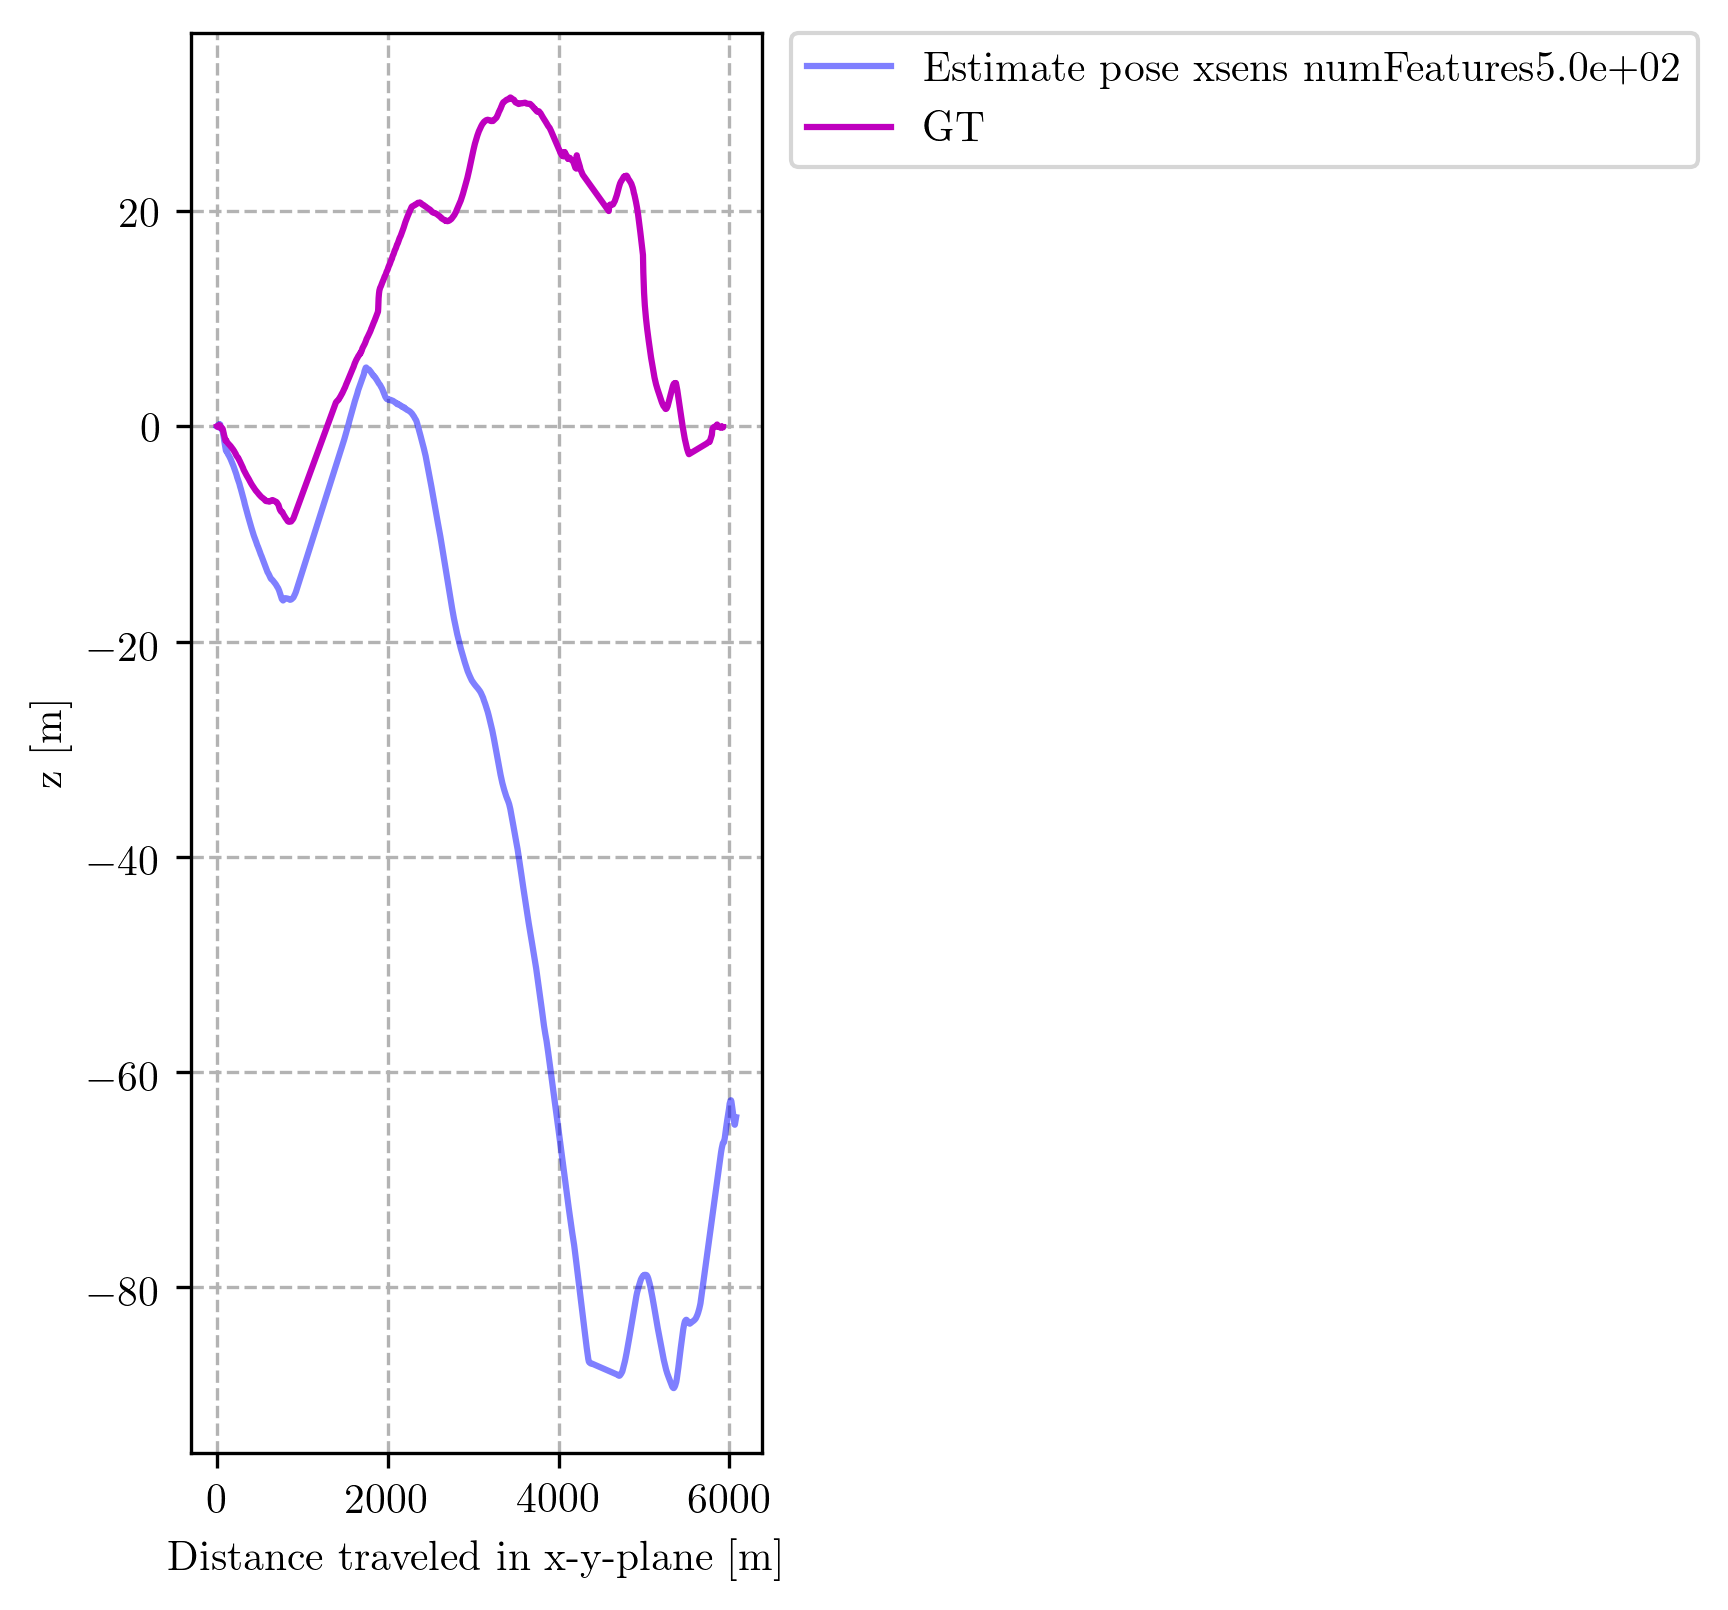 Estimate pose xsens numFeatures5.0e+02
GT
20
0
−20
−40
−60
−80
z [m]
0 2000 4000 6000
Distance traveled in x-y-plane [m]